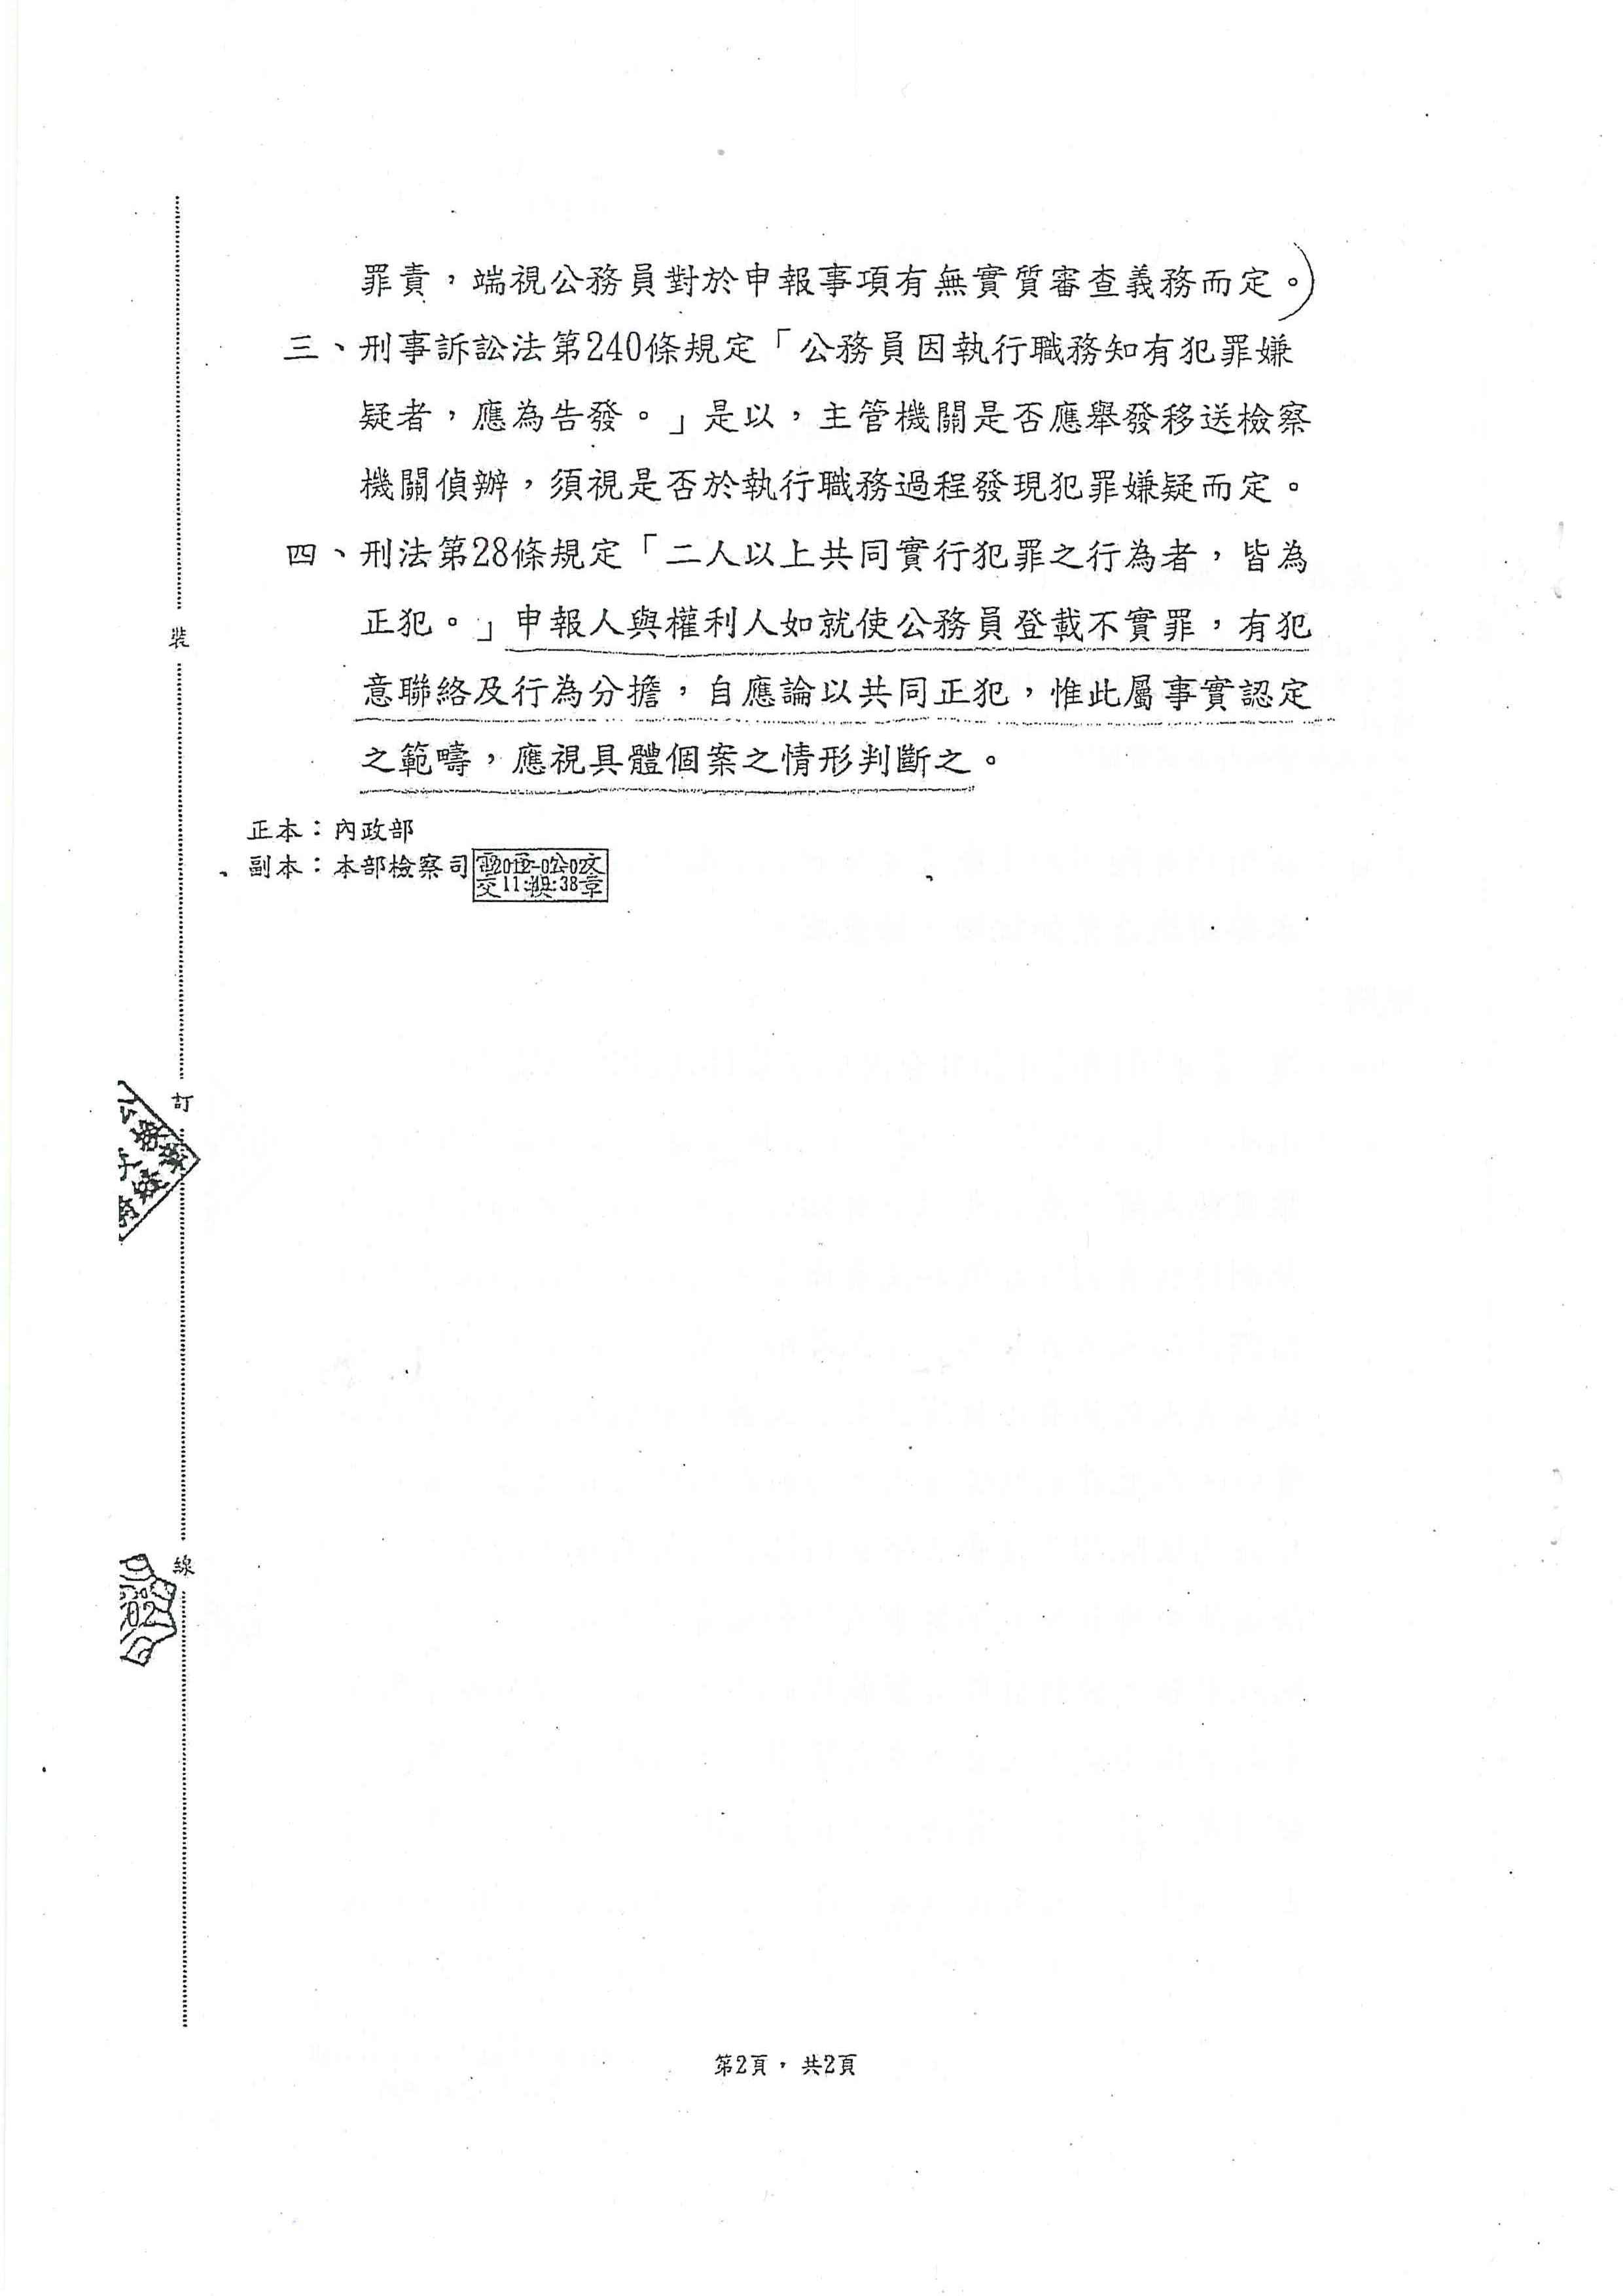 罪責，端視公務員對於申報事項有無實質審查義務而定。)
三、刑事訴訟法第240條規定「公務員因執行職務知有犯罪嫌
疑者，應為告發。」是以，主管機關是否應舉發移送檢察
機關偵辦，須視是否於執行職務過程發現犯罪嫌疑而定。
四、刑法第28條規定「二人以上共同實行犯罪之行為者，皆為
正犯。」申報人與權利人如就使公務員登載不實罪，有犯
意聯絡及行為分擔，自應論以共同正犯，惟此屬事實認定
之範疇，應視具體個案之情形判斷之。
正本：內政部
副本：本部檢察司
裝
訂
線
02
第2頁，共2頁